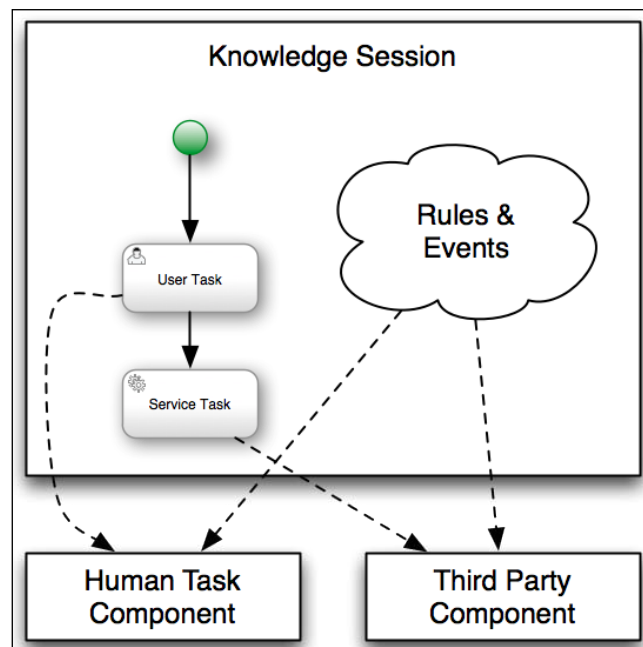 Knowledge Session
Rules &
Events
User Task
Service Task
Human Task
Component
Third Party
Component